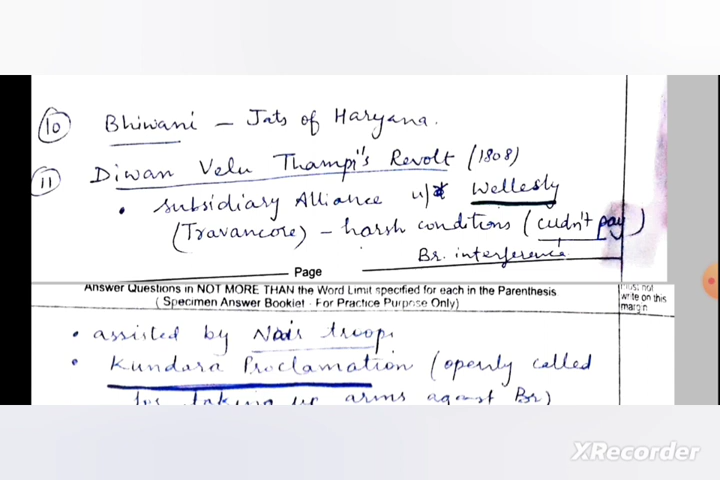 10 Bhiwani – Jats of Haryana.
11 Diwan Velu Thampi's Revolt (1808)
• Subsidiary Alliance u/ Wellesly
(Travancore) – harsh conditions (cudn't pay)
Br. interference
Page
Answer Questions in NOT MORE THAN the Word Limit specified for each in the Parenthesis
(Specimen Answer Booklet - For Practice Purpose Only)
must not
write on this
margin
• assisted by Nair troops
• Kundara Proclamation (openly called
for taking up arms against Br)
XRecorder